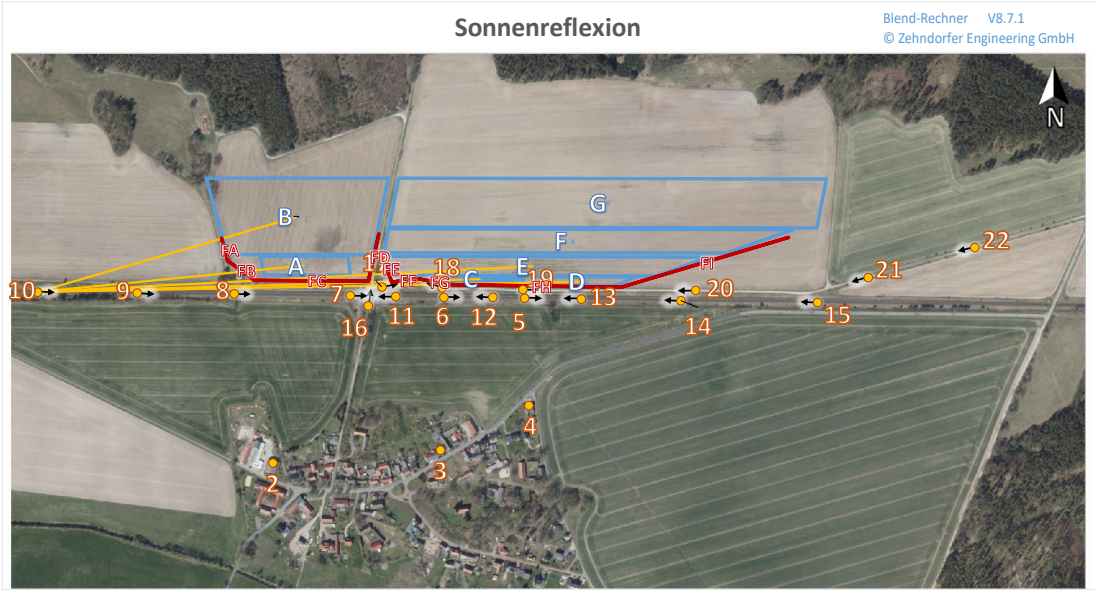 Sonnenreflexion
Blend-Rechner V8.7.1
© Zehndorfer Engineering GmbH
N
G
B
F
22
FA
FD
FI
A
1
18
E
FB
FE
21
FC
FF
FG
C
19
D
FH
20
10
9
8
7
11
6
12
5
13
14
15
16
4
3
2